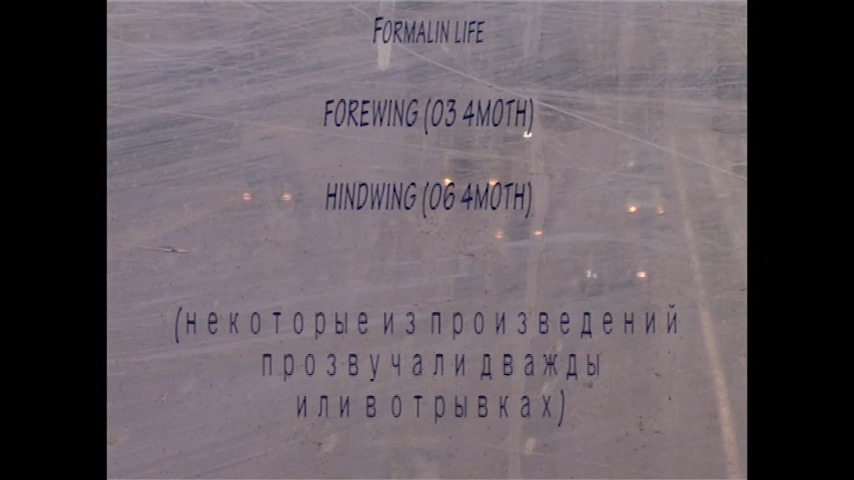 FORMALIN LIFE
FOREWING (03 4MOTH)
HINDWING (06 4MOTH)
(некоторые из произведений
прозвучали дважды
или в отрывках)